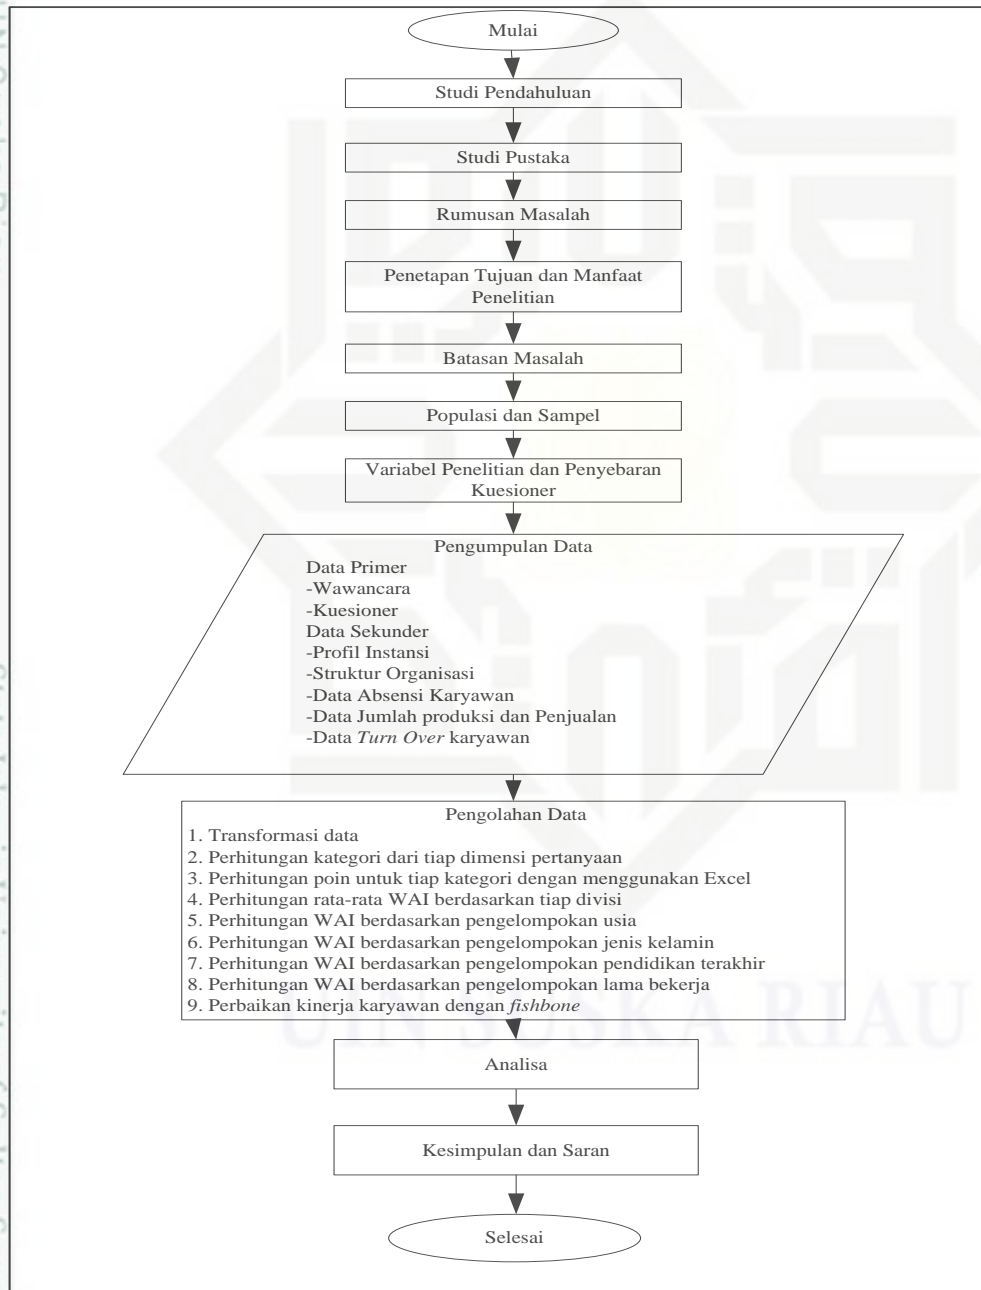 Mulai
Studi Pendahuluan
Studi Pustaka
Rumusan Masalah
Penetapan Tujuan dan Manfaat
Penelitian
Batasan Masalah
Populasi dan Sampel
Variabel Penelitian dan Penyebaran
Kuesioner
Pengumpulan Data
Data Primer
-Wawancara
-Kuesioner
Data Sekunder
-Profil Instansi
-Struktur Organisasi
-Data Absensi Karyawan
-Data Jumlah produksi dan Penjualan
-Data Turn Over karyawan
Pengolahan Data
1. Transformasi data
2. Perhitungan kategori dari tiap dimensi pertanyaan
3. Perhitungan poin untuk tiap kategori dengan menggunakan Excel
4. Perhitungan rata-rata WAI berdasarkan tiap divisi
5. Perhitungan WAI berdasarkan pengelompokan usia
6. Perhitungan WAI berdasarkan pengelompokan jenis kelamin
7. Perhitungan WAI berdasarkan pengelompokan pendidikan terakhir
8. Perhitungan WAI berdasarkan pengelompokan lama bekerja
9. Perbaikan kinerja karyawan dengan fishbone
UIN SUSKA RIAU
Analisa
Kesimpulan dan Saran
Selesai